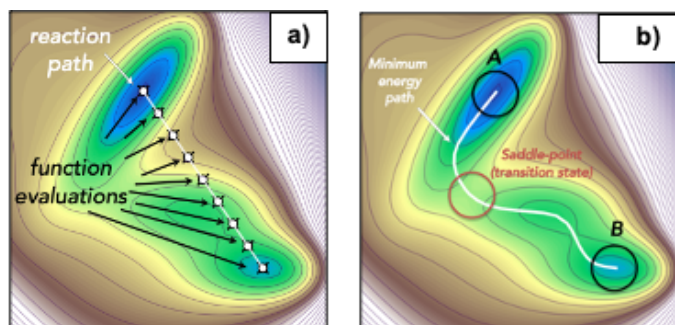 a)
reaction
path
function
evaluations
b)
A
Minimum
energy
path
Saddle-point
(transition state)
B